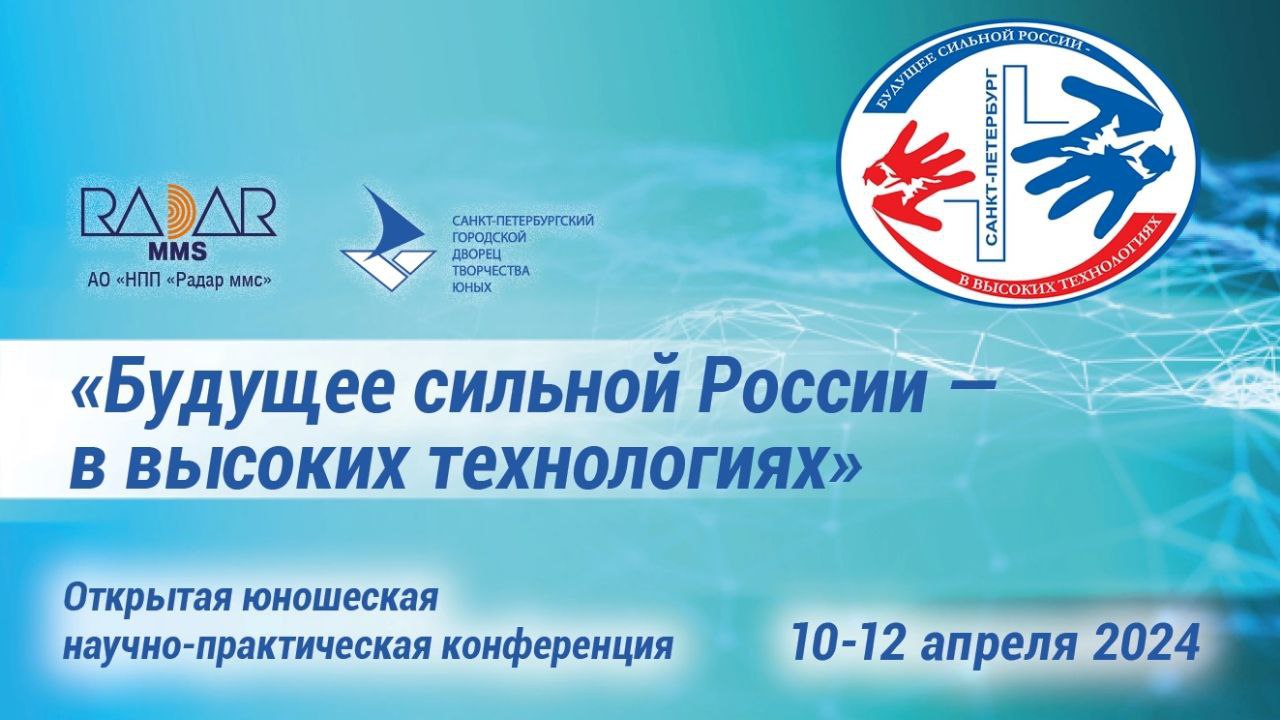 БУДУЩЕЕ СИЛЬНОЙ РОССИИ -
САНКТ-ПЕТЕРБУРГ
В ВЫСОКИХ ТЕХНОЛОГИЯХ
RADAR
MMS
АО «НПП «Радар ммс»
САНКТ-ПЕТЕРБУРГСКИЙ
ГОРОДСКОЙ
ДВОРЕЦ
ТВОРЧЕСТВА
ЮНЫХ
«Будущее сильной России —
в высоких технологиях»
Открытая юношеская
научно-практическая конференция
10-12 апреля 2024